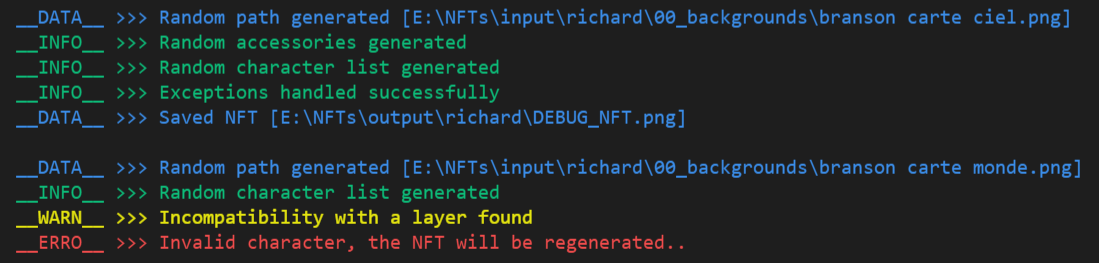 __DATA__ >>> Random path generated [E:\NFTs\input\richard\00_backgrounds\branson carte ciel.png]
__INFO__ >>> Random accessories generated
__INFO__ >>> Random character list generated
__INFO__ >>> Exceptions handled successfully
__DATA__ >>> Saved NFT [E:\NFTs\output\richard\DEBUG_NFT.png]
__DATA__ >>> Random path generated [E:\NFTs\input\richard\00_backgrounds\branson carte monde.png]
__INFO__ >>> Random character list generated
__WARN__ >>> Incompatibility with a layer found
__ERRO__ >>> Invalid character, the NFT will be regenerated..